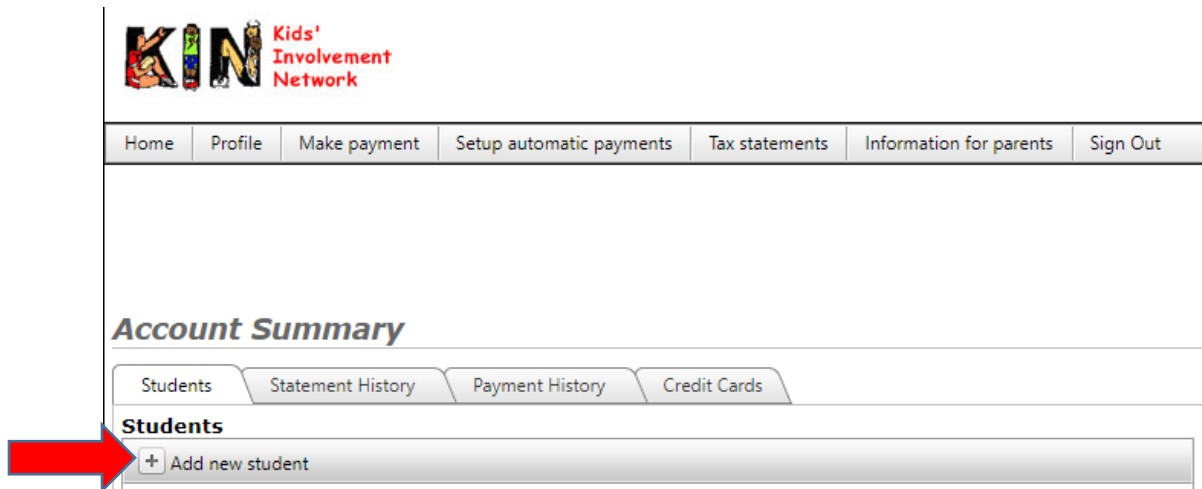 KIN Kids'
Involvement
Network
Home Profile Make payment Setup automatic payments Tax statements Information for parents Sign Out
Account Summary
Students Statement History Payment History Credit Cards
Students
+ Add new student